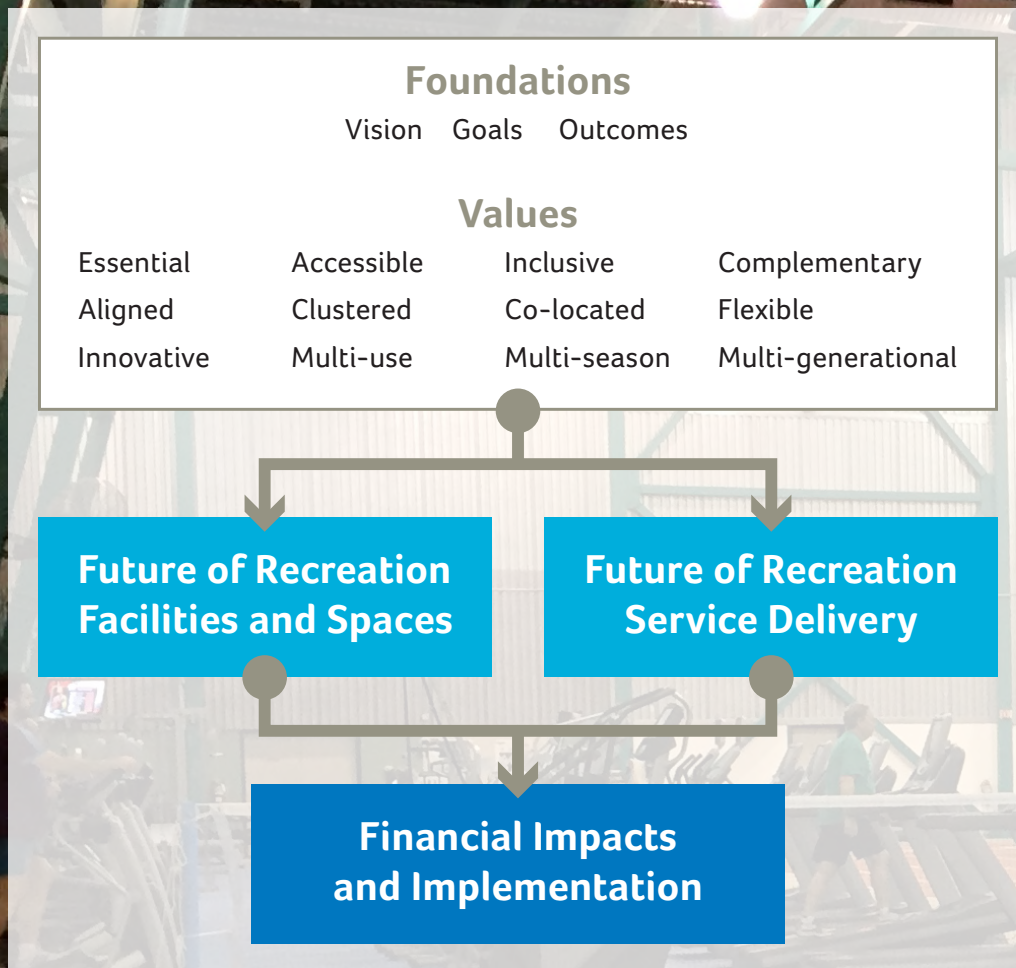 Foundations
Vision Goals Outcomes
Values
Essential Accessible Inclusive Complementary
Aligned Clustered Co-located Flexible
Innovative Multi-use Multi-season Multi-generational
Future of Recreation
Facilities and Spaces
Future of Recreation
Service Delivery
Financial Impacts
and Implementation